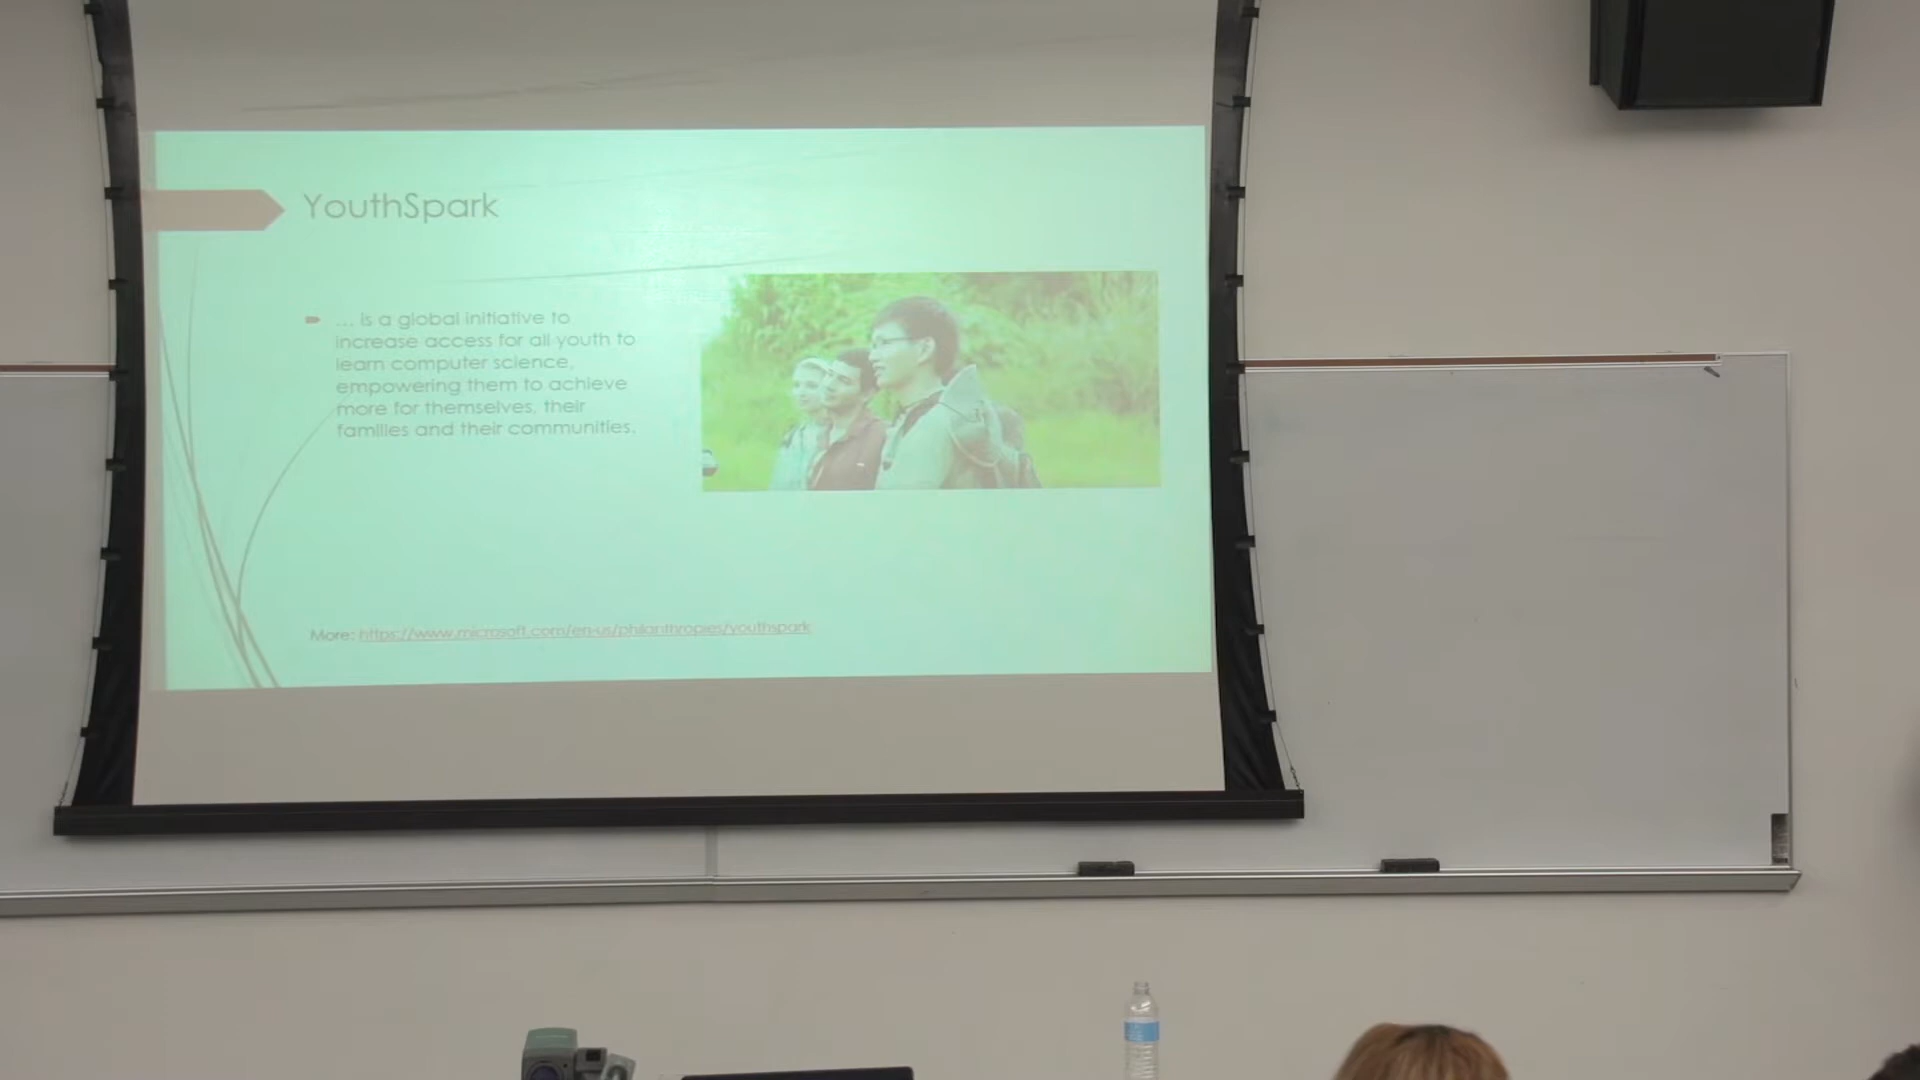 YouthSpark
... is a global initiative to
increase access for all youth to
learn computer science,
empowering them to achieve
more for themselves, their
families and their communities.
More: https://www.microsoft.com/en-us/philanthropies/youthspark